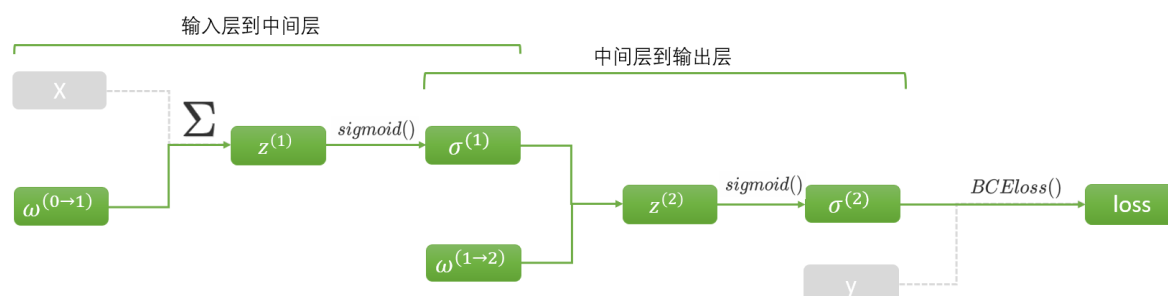 输入层到中间层
中间层到输出层
X
∑
z⁽¹⁾
sigmoid()
σ⁽¹⁾
ω⁽⁰→¹⁾
z⁽²⁾
sigmoid()
σ⁽²⁾
BCEloss()
loss
ω⁽¹→²⁾
y